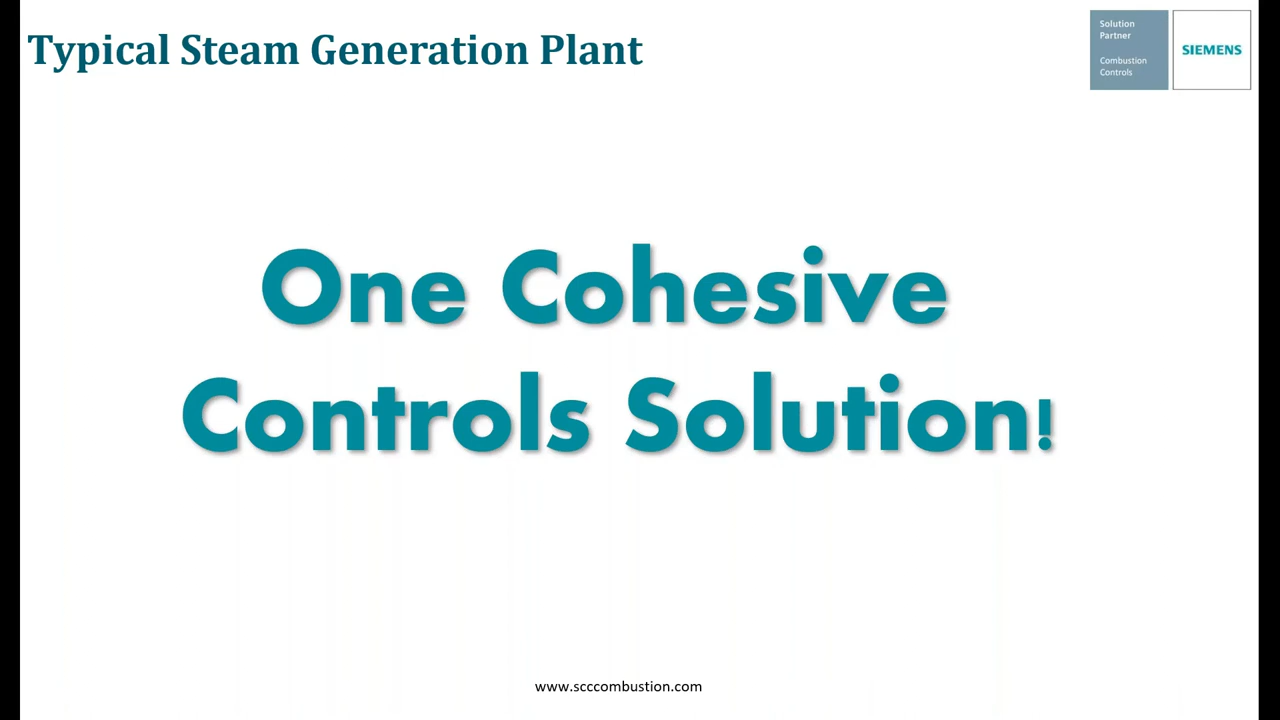 Typical Steam Generation Plant
Solution
Partner
Combustion
Controls
SIEMENS
One Cohesive
Controls Solution!
www.scccombustion.com